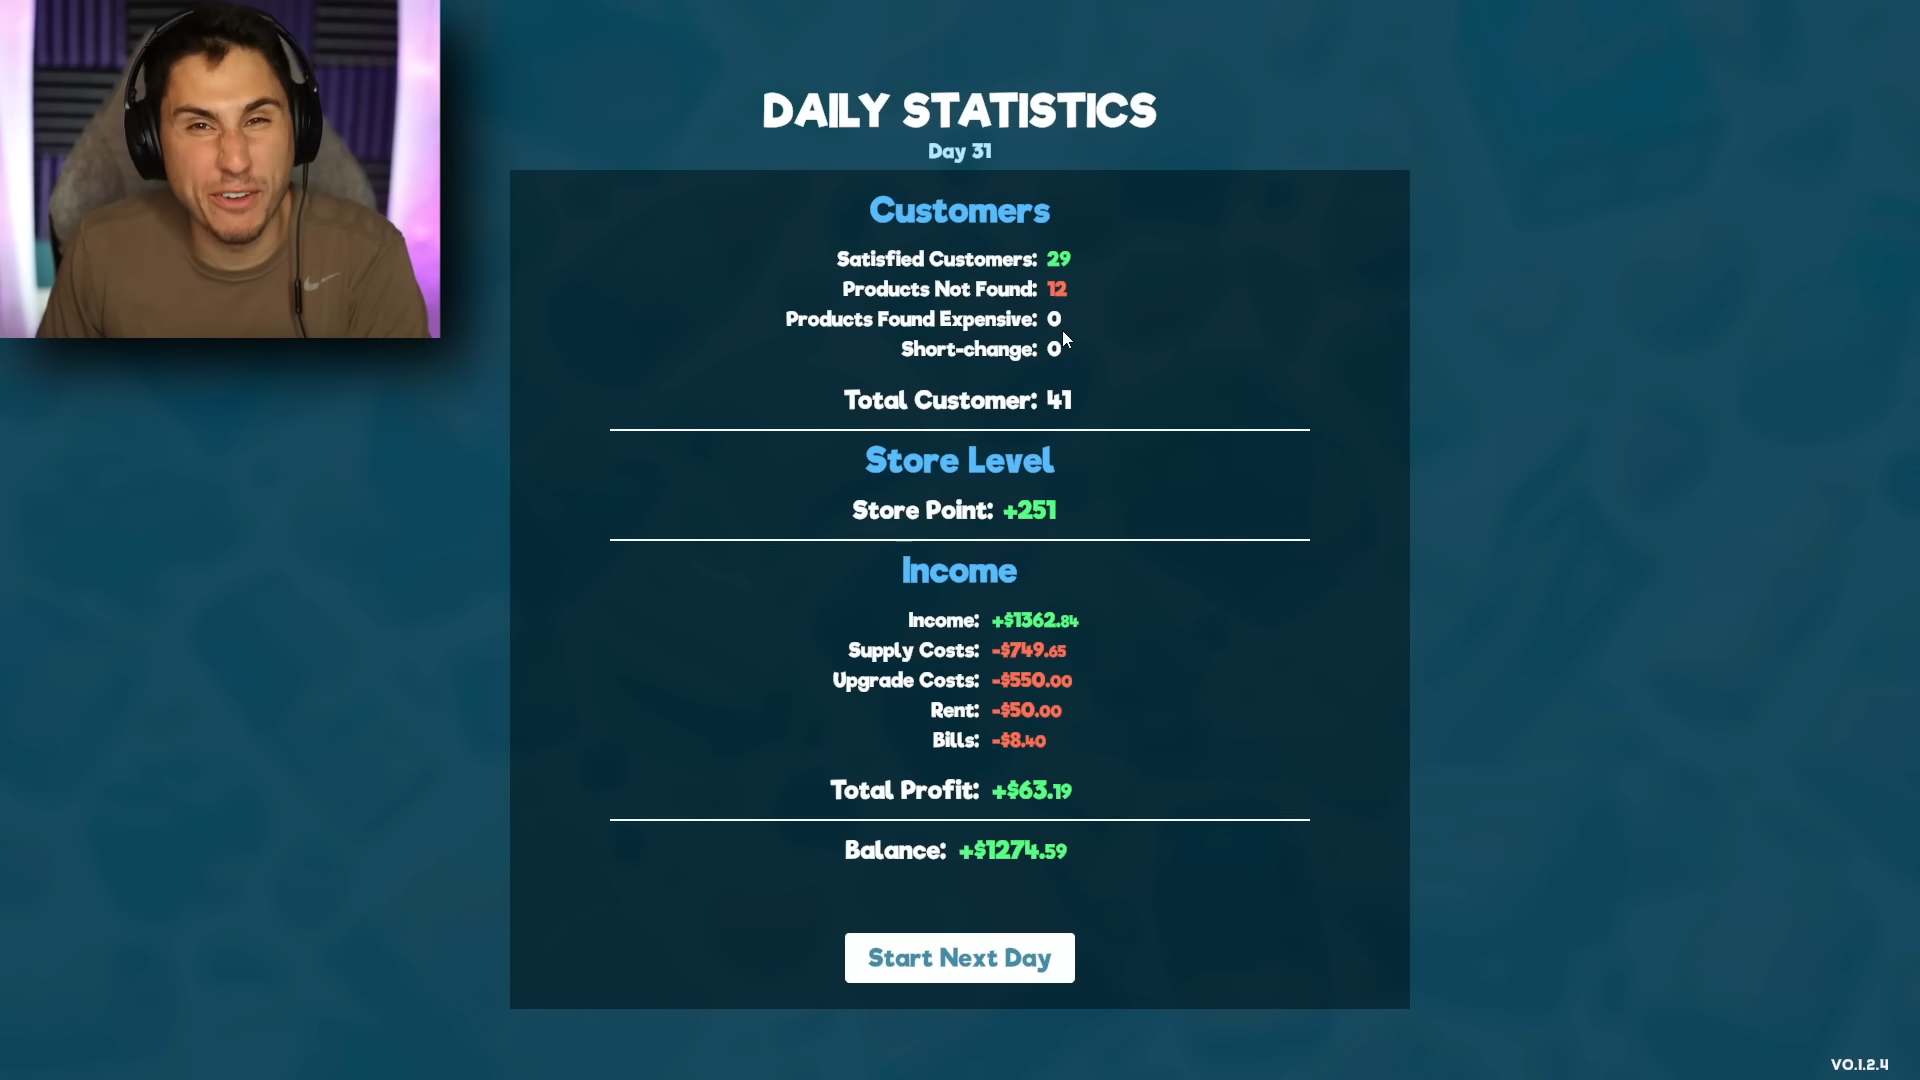 DAILY STATISTICS
Day 31
Customers
Satisfied Customers: 29
Products Not Found: 12
Products Found Expensive: 0
Short-change: 0
Total Customer: 41
Store Level
Store Point: +251
Income
Income: +$1362.84
Supply Costs: -$749.65
Upgrade Costs: -$550.00
Rent: -$50.00
Bills: -$8.40
Total Profit: +$63.19
Balance: +$1274.59
Start Next Day
V0.1.2.4